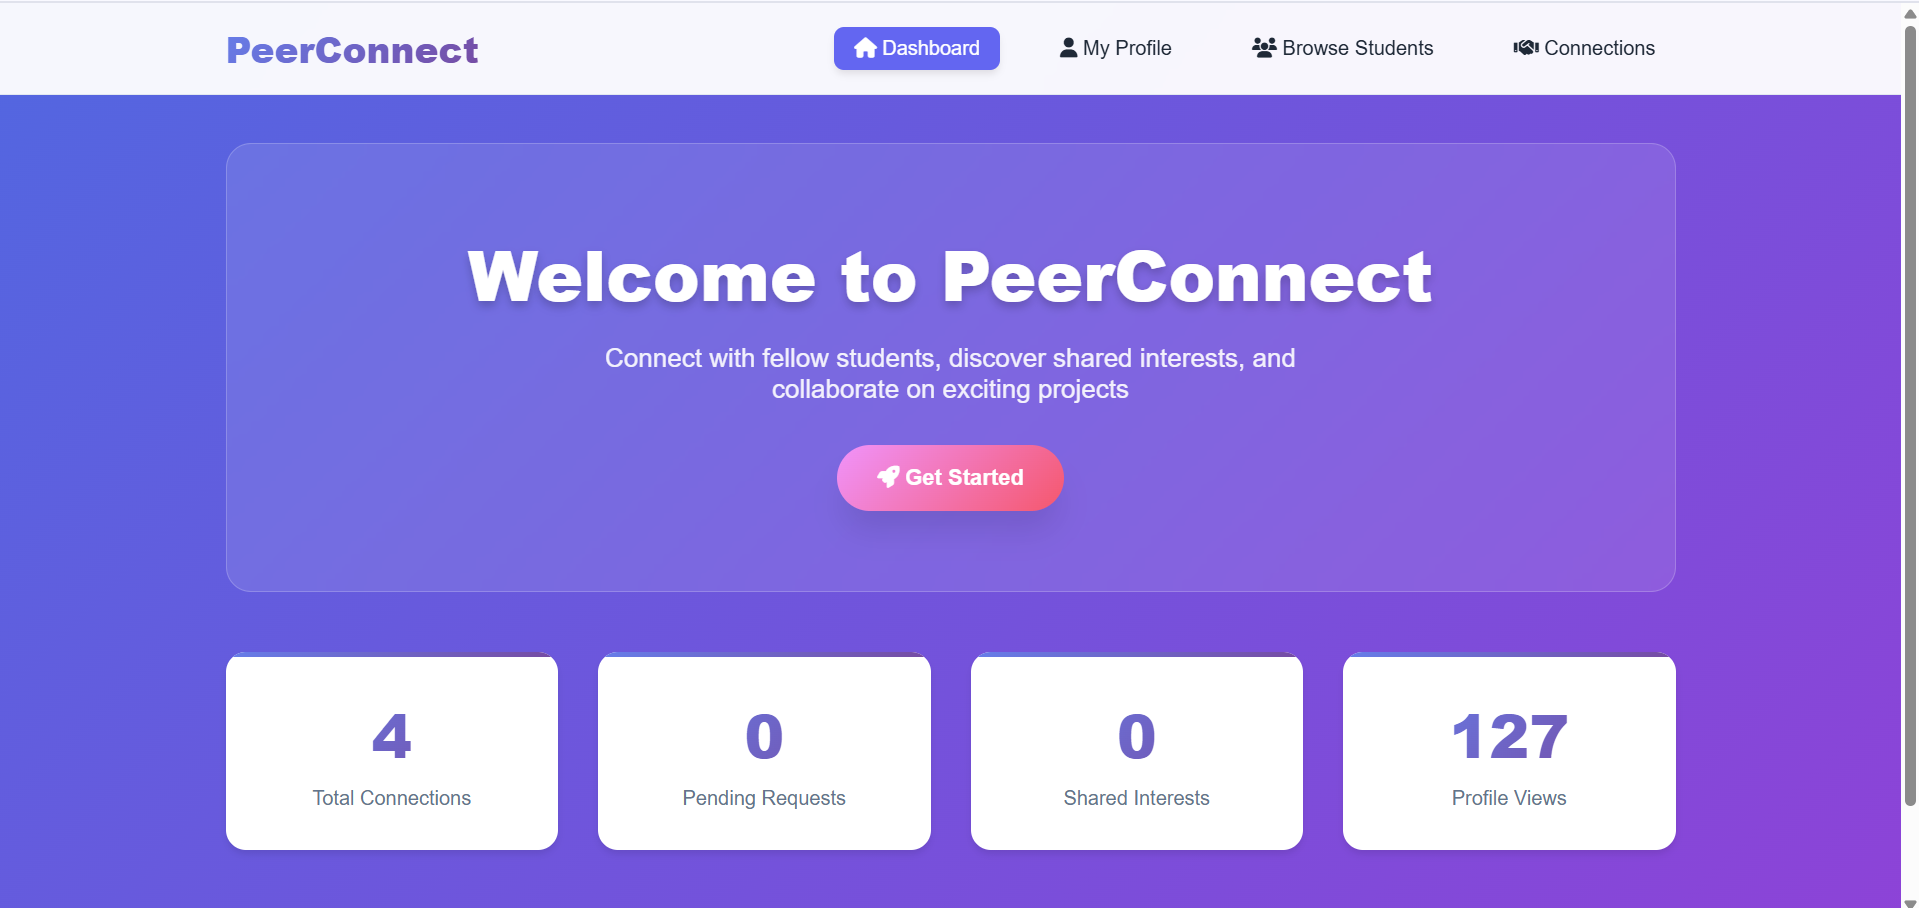 PeerConnect
Dashboard
My Profile
Browse Students
Connections
Welcome to PeerConnect
Connect with fellow students, discover shared interests, and
collaborate on exciting projects
Get Started
4
Total Connections
0
Pending Requests
0
Shared Interests
127
Profile Views